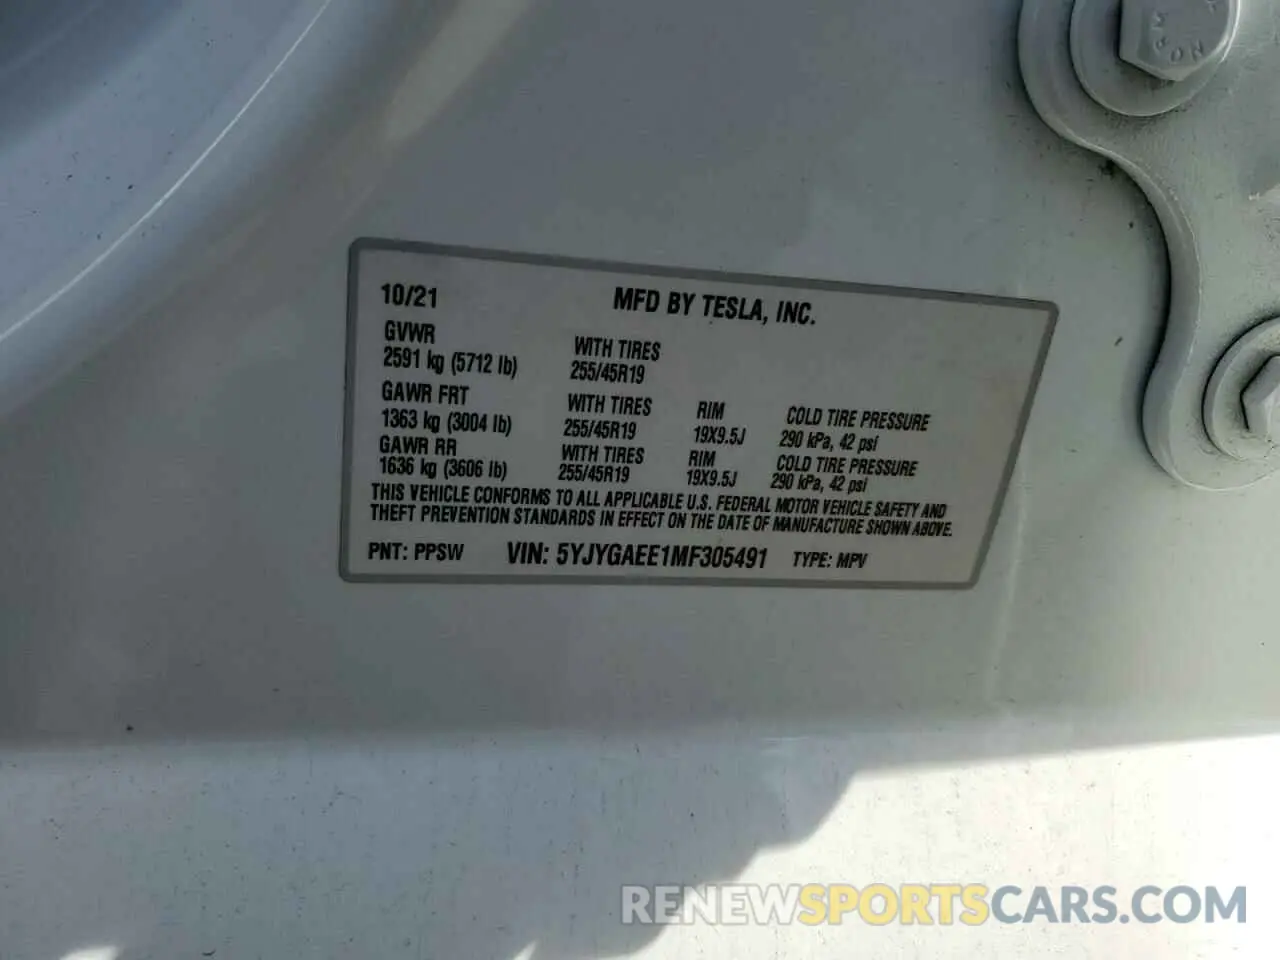 10/21 MFD BY TESLA, INC.
GVWR
2591 kg (5712 lb) WITH TIRES 255/45R19
GAWR FRT WITH TIRES RIM COLD TIRE PRESSURE
1363 kg (3004 lb) 255/45R19 19X9.5J 290 kPa, 42 psi
GAWR RR WITH TIRES RIM COLD TIRE PRESSURE
1636 kg (3606 lb) 255/45R19 19X9.5J 290 kPa, 42 psi
THIS VEHICLE CONFORMS TO ALL APPLICABLE U.S. FEDERAL MOTOR VEHICLE SAFETY AND
THEFT PREVENTION STANDARDS IN EFFECT ON THE DATE OF MANUFACTURE SHOWN ABOVE.
PNT: PPSW VIN: 5YJYGAEE1MF305491 TYPE: MPV
RENEWSPORTSCARS.COM